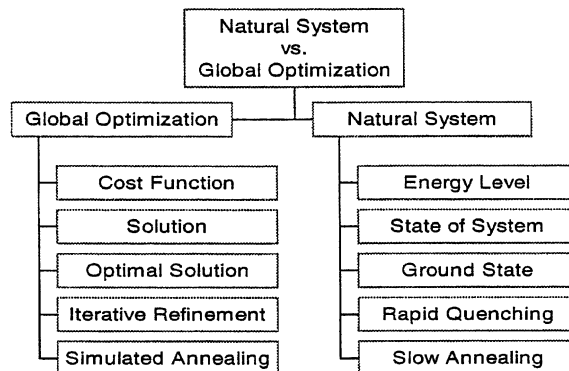 Natural System
vs.
Global Optimization
Global Optimization
Natural System
Cost Function
Energy Level
Solution
State of System
Optimal Solution
Ground State
Iterative Refinement
Rapid Quenching
Simulated Annealing
Slow Annealing